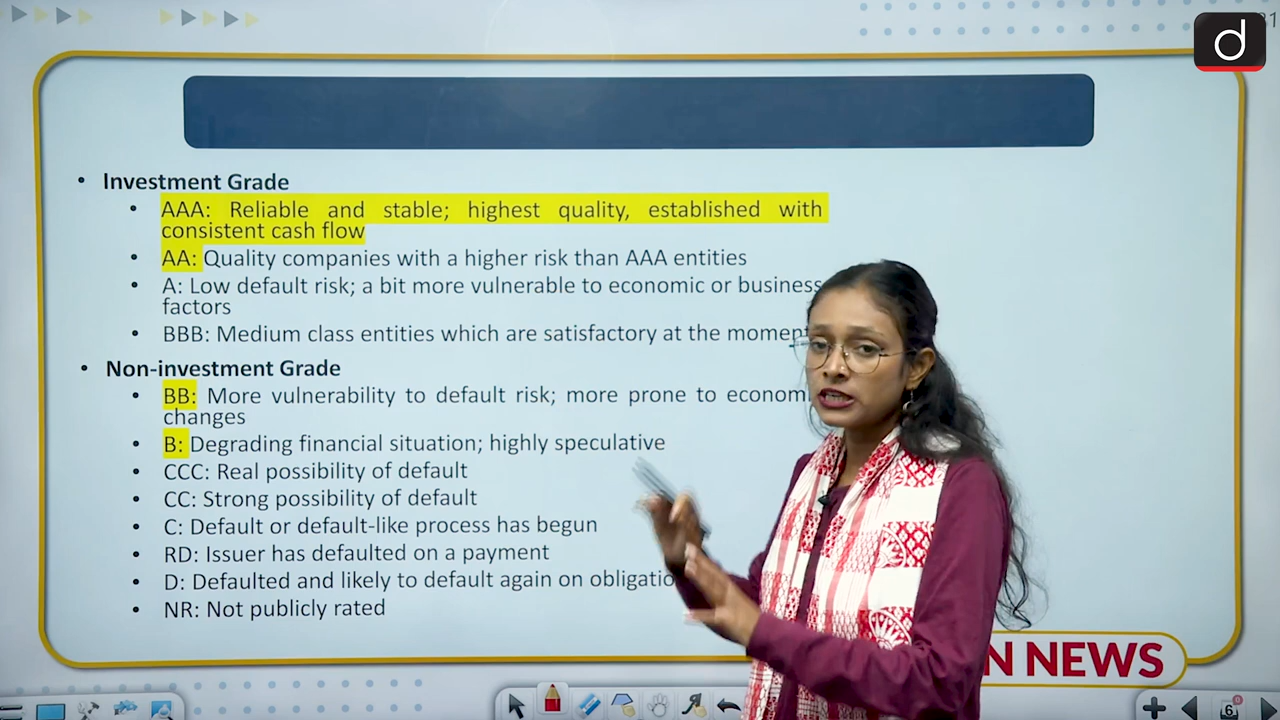 d
31
Investment Grade
AAA: Reliable and stable; highest quality, established with
consistent cash flow
AA: Quality companies with a higher risk than AAA entities
A: Low default risk; a bit more vulnerable to economic or business
factors
BBB: Medium class entities which are satisfactory at the moment
Non-investment Grade
BB: More vulnerability to default risk; more prone to economi
changes
B: Degrading financial situation; highly speculative
CCC: Real possibility of default
CC: Strong possibility of default
C: Default or default-like process has begun
RD: Issuer has defaulted on a payment
D: Defaulted and likely to default again on obligatio
NR: Not publicly rated
N NEWS
6